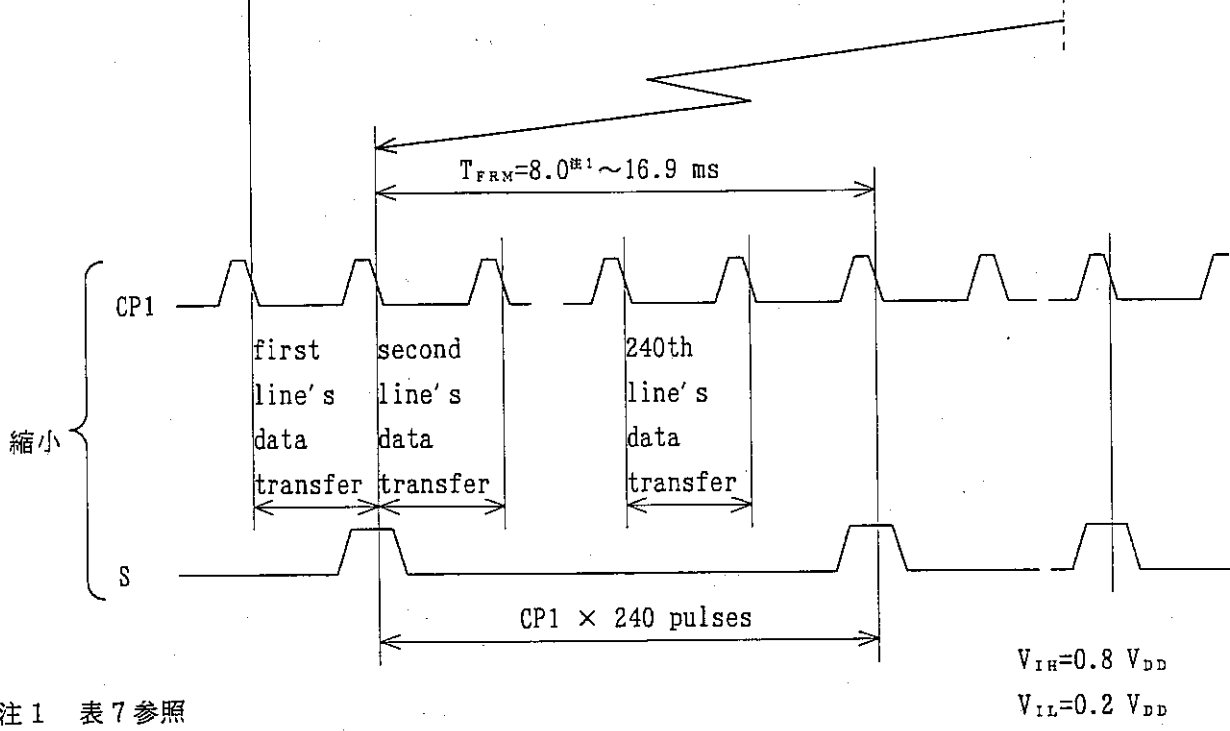 T_FRM=8.0注1～16.9 ms
CP1
first
line's
data
transfer
second
line's
data
transfer
240th
line's
data
transfer
縮小
S
CP1 × 240 pulses
V_IH=0.8 V_DD
V_IL=0.2 V_DD
注1 表7参照